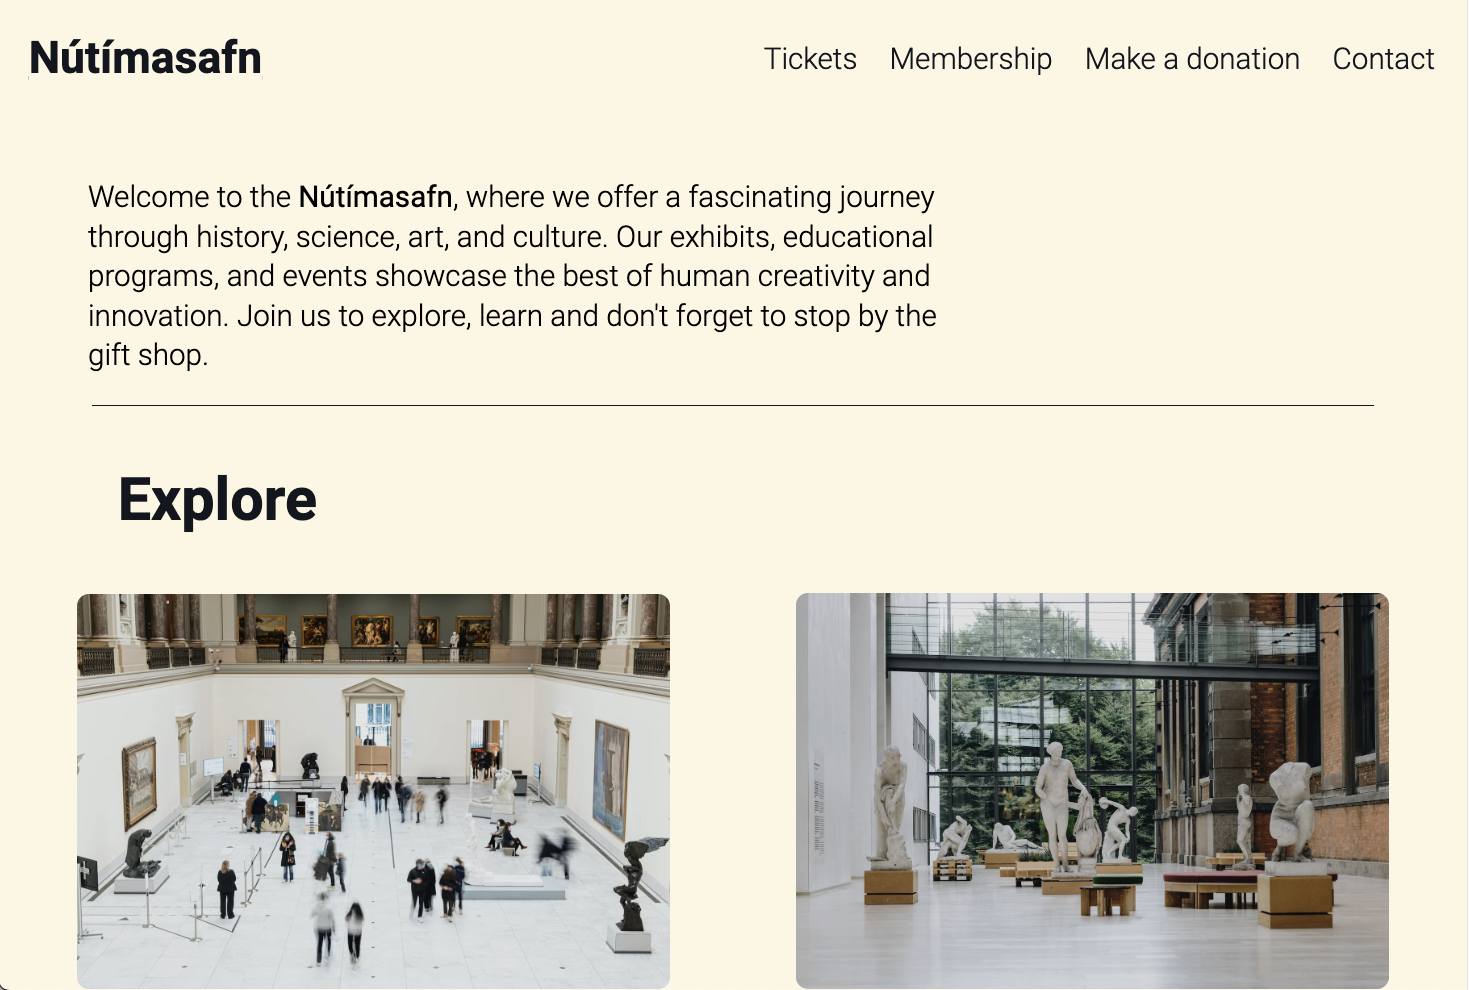 Nútímasafn
Tickets Membership Make a donation Contact
Welcome to the Nútímasafn, where we offer a fascinating journey
through history, science, art, and culture. Our exhibits, educational
programs, and events showcase the best of human creativity and
innovation. Join us to explore, learn and don't forget to stop by the
gift shop.
Explore